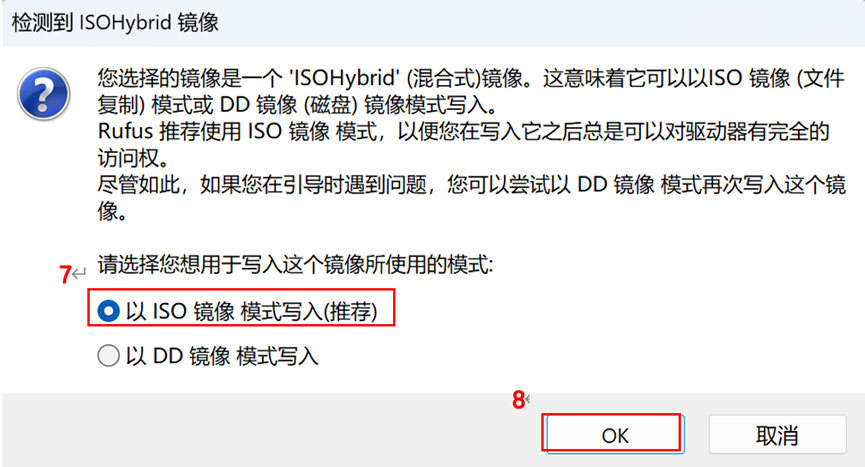 检测到 ISOHybrid 镜像
您选择的镜像是一个 'ISOHybrid' (混合式)镜像。这意味着它可以以ISO 镜像 (文件
复制) 模式或 DD 镜像 (磁盘) 镜像模式写入。
Rufus 推荐使用 ISO 镜像 模式，以便您在写入它之后总是可以对驱动器有完全的
访问权。
尽管如此，如果您在引导时遇到问题，您可以尝试以 DD 镜像 模式再次写入这个镜
像。
7↵ 请选择您想用于写入这个镜像所使用的模式:
以 ISO 镜像 模式写入(推荐)
以 DD 镜像 模式写入
8↵
OK 取消